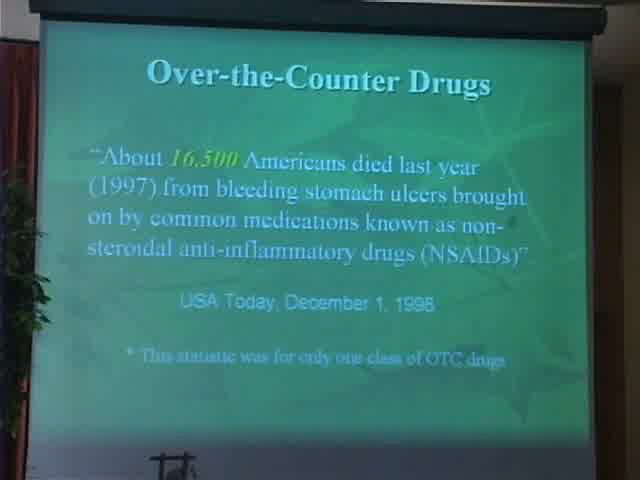 Over-the-Counter Drugs
“About 16,500 Americans died last year
(1997) from bleeding stomach ulcers brought
on by common medications known as non-
steroidal anti-inflammatory drugs (NSAIDs)”
USA Today, December 1, 1998
* This statistic was for only one class of OTC drugs